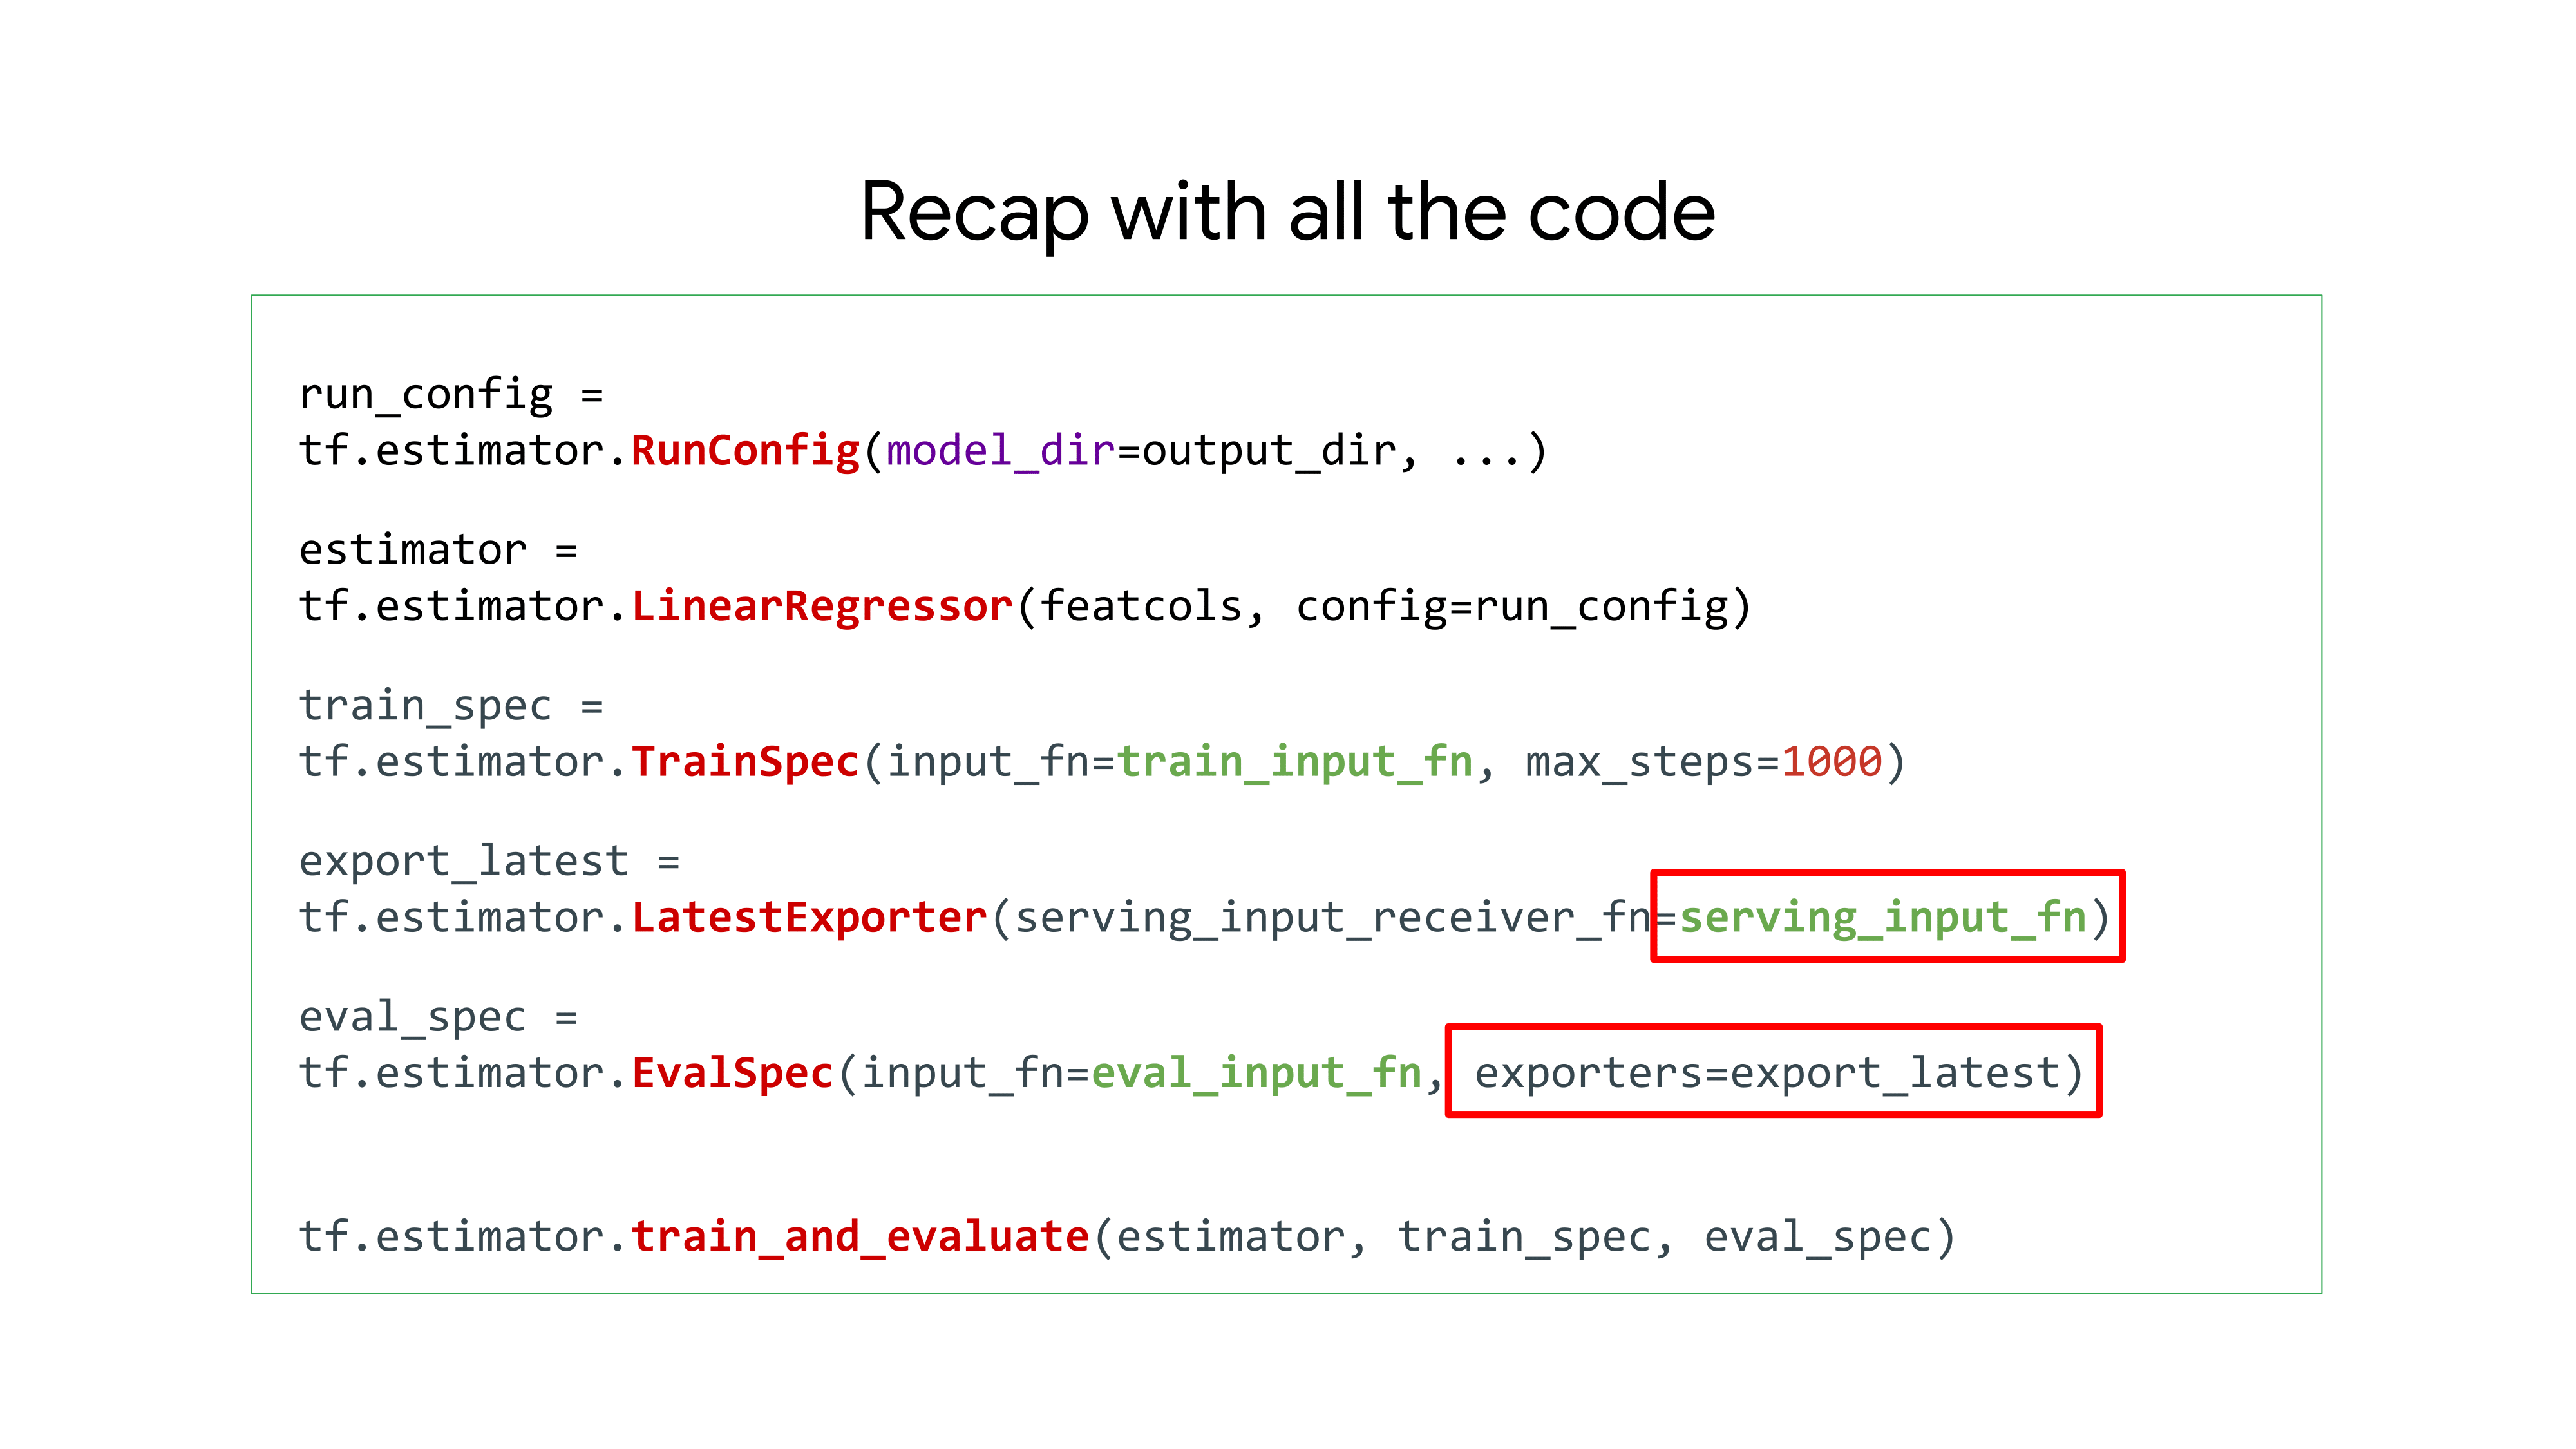 Recap with all the code
run_config =
tf.estimator.RunConfig(model_dir=output_dir, ...)
estimator =
tf.estimator.LinearRegressor(featcols, config=run_config)
train_spec =
tf.estimator.TrainSpec(input_fn=train_input_fn, max_steps=1000)
export_latest =
tf.estimator.LatestExporter(serving_input_receiver_fn=serving_input_fn)
eval_spec =
tf.estimator.EvalSpec(input_fn=eval_input_fn, exporters=export_latest)
tf.estimator.train_and_evaluate(estimator, train_spec, eval_spec)